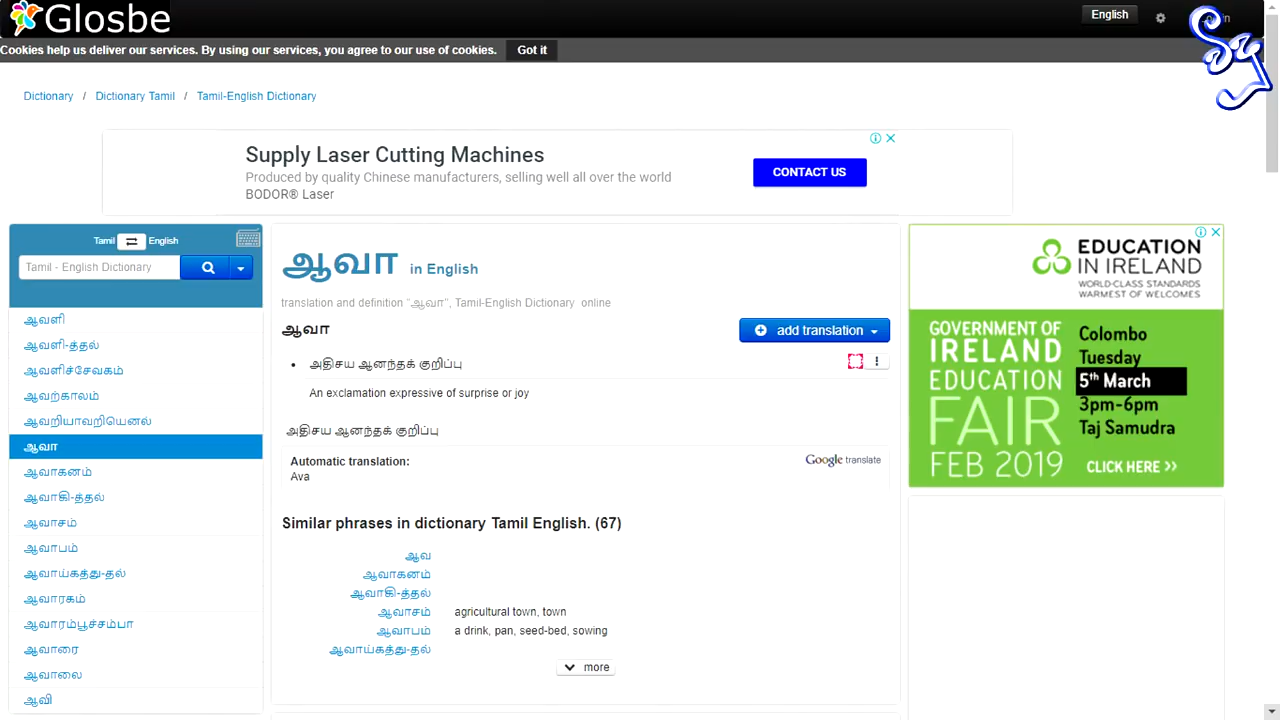 Glosbe
English
Cookies help us deliver our services. By using our services, you agree to our use of cookies.
Got it
Dictionary / Dictionary Tamil / Tamil-English Dictionary
Supply Laser Cutting Machines
Produced by quality Chinese manufacturers, selling well all over the world
BODOR® Laser
CONTACT US
Tamil English
Tamil - English Dictionary
ஆவளி
ஆவளி-த்தல்
ஆவளிச்சேவகம்
ஆவற்காலம்
ஆவறியாவறியெனல்
ஆவா
ஆவாகனம்
ஆவாகி-த்தல்
ஆவாசம்
ஆவாபம்
ஆவாய்கத்து-தல்
ஆவாரகம்
ஆவாரம்பூச்சம்பா
ஆவாரை
ஆவாலை
ஆவி
ஆவா in English
translation and definition "ஆவா", Tamil-English Dictionary online
ஆவா
add translation
• அதிசய ஆனந்தக் குறிப்பு
An exclamation expressive of surprise or joy
அதிசய ஆனந்தக் குறிப்பு
Automatic translation:
Google translate
Ava
Similar phrases in dictionary Tamil English. (67)
ஆவ
ஆவாகனம்
ஆவாகி-த்தல்
ஆவாசம் agricultural town, town
ஆவாபம் a drink, pan, seed-bed, sowing
ஆவாய்கத்து-தல்
more
EDUCATION
IN IRELAND
WORLD-CLASS STANDARDS
WARMEST OF WELCOMES
GOVERNMENT OF
IRELAND
EDUCATION
FAIR
FEB 2019
Colombo
Tuesday
5th March
3pm-6pm
Taj Samudra
CLICK HERE >>